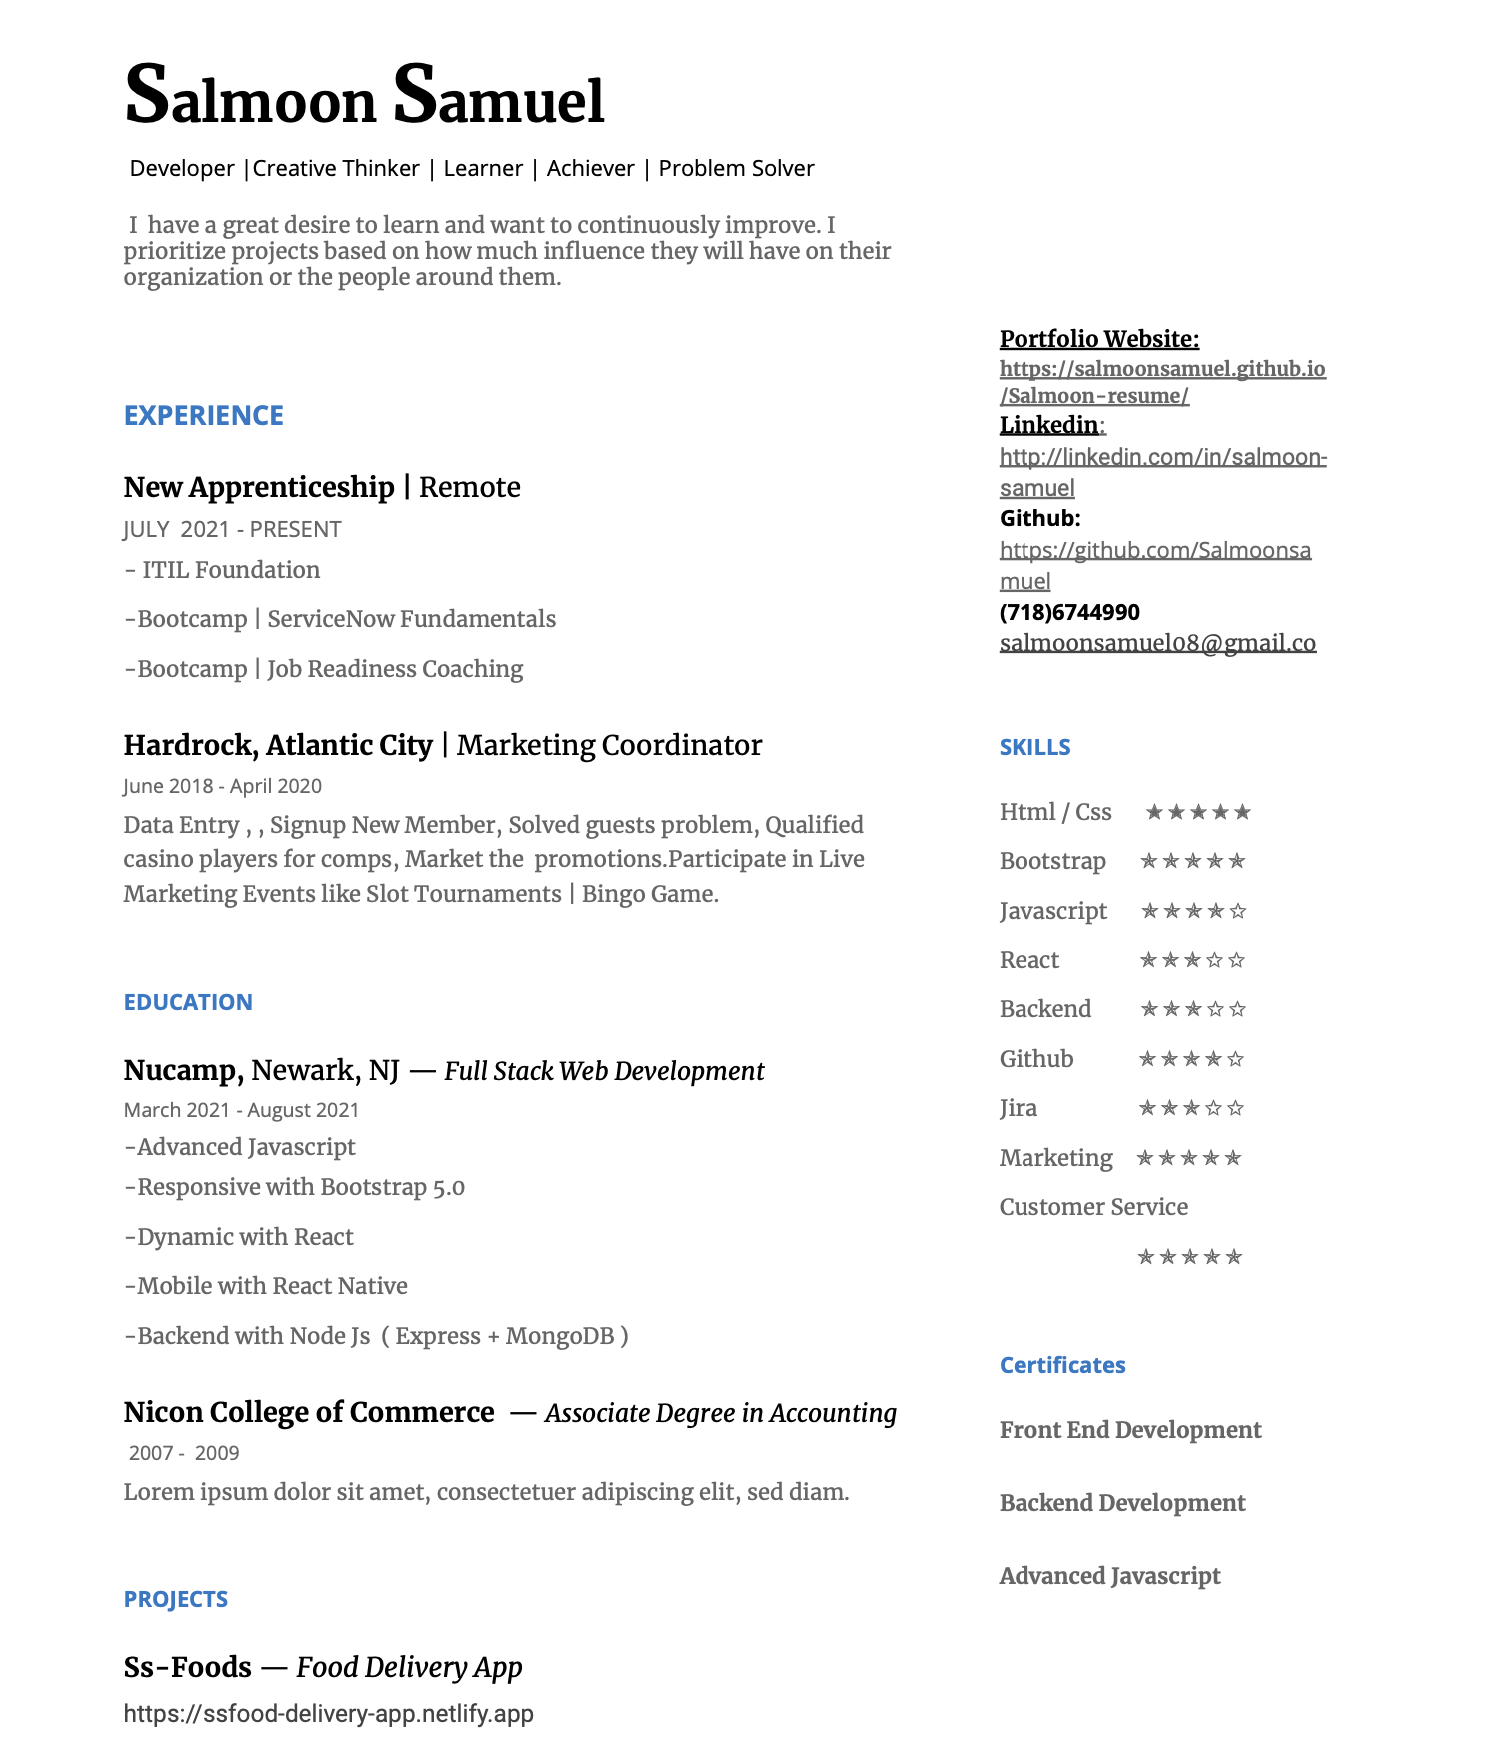 Salmoon Samuel
Developer |Creative Thinker | Learner | Achiever | Problem Solver
I  have a great desire to learn and want to continuously improve. I
prioritize projects based on how much influence they will have on their
organization or the people around them.
EXPERIENCE
New Apprenticeship | Remote
JULY  2021 - PRESENT
- ITIL Foundation
-Bootcamp | ServiceNow Fundamentals
-Bootcamp | Job Readiness Coaching
Hardrock, Atlantic City | Marketing Coordinator
June 2018 - April 2020
Data Entry , , Signup New Member, Solved guests problem, Qualified
casino players for comps, Market the  promotions.Participate in Live
Marketing Events like Slot Tournaments | Bingo Game.
EDUCATION
Nucamp, Newark, NJ — Full Stack Web Development
March 2021 - August 2021
-Advanced Javascript
-Responsive with Bootstrap 5.0
-Dynamic with React
-Mobile with React Native
-Backend with Node Js  ( Express + MongoDB )
Nicon College of Commerce  — Associate Degree in Accounting
2007 -  2009
Lorem ipsum dolor sit amet, consectetuer adipiscing elit, sed diam.
PROJECTS
Ss-Foods — Food Delivery App
https://ssfood-delivery-app.netlify.app
Portfolio Website:
https://salmoonsamuel.github.io
/Salmoon-resume/
Linkedin:
http://linkedin.com/in/salmoon-
samuel
Github:
https://github.com/Salmoonsa
muel
(718)6744990
salmoonsamuel08@gmail.co
SKILLS
Html / Css ★★★★★
Bootstrap ✯✯✯✯✯
Javascript ✯✯✯✯☆
React ✯✯✯☆☆
Backend ✯✯✯☆☆
Github ✯✯✯✯☆
Jira ✯✯✯☆☆
Marketing ✯✯✯✯✯
Customer Service
✯✯✯✯✯
Certificates
Front End Development
Backend Development
Advanced Javascript